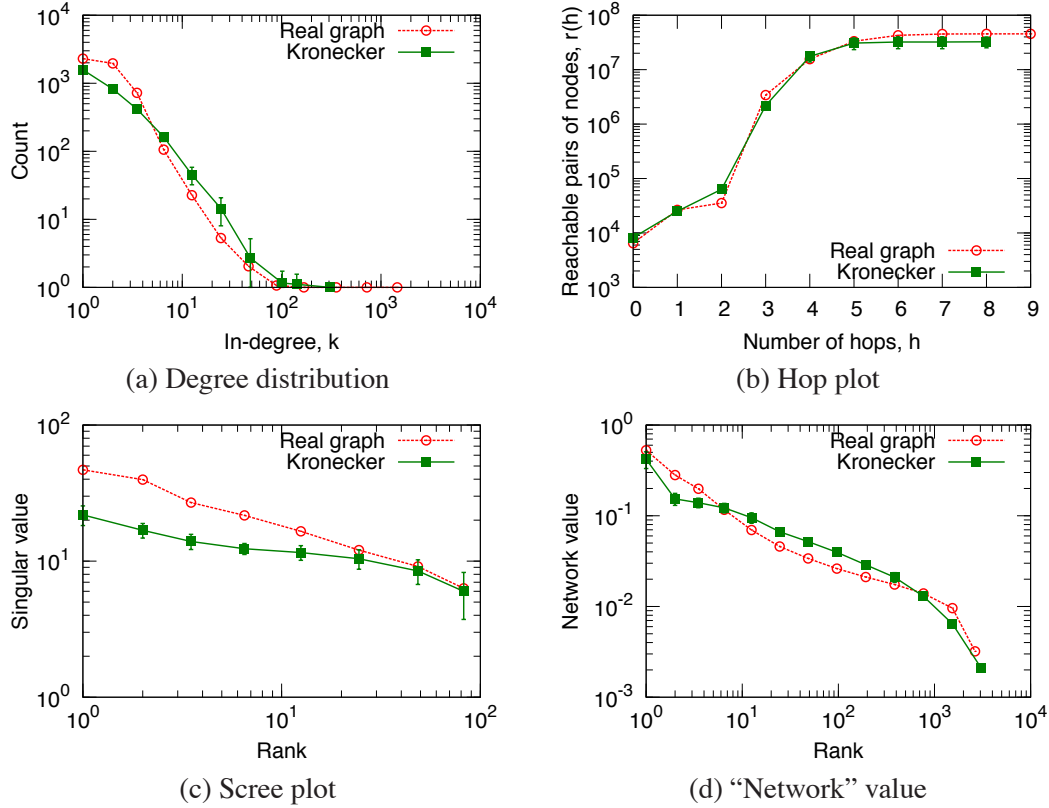 10^4
10^3
10^2
10^1
10^0
Count
Real graph
Kronecker
10^0 10^1 10^2 10^3 10^4
In-degree, k
(a) Degree distribution
10^8
10^7
10^6
10^5
10^4
10^3
Reachable pairs of nodes, r(h)
Real graph
Kronecker
0 1 2 3 4 5 6 7 8 9
Number of hops, h
(b) Hop plot
10^2
10^1
10^0
Singular value
Real graph
Kronecker
10^0 10^1 10^2
Rank
(c) Scree plot
10^0
10^-1
10^-2
10^-3
Network value
Real graph
Kronecker
10^0 10^1 10^2 10^3 10^4
Rank
(d) “Network” value